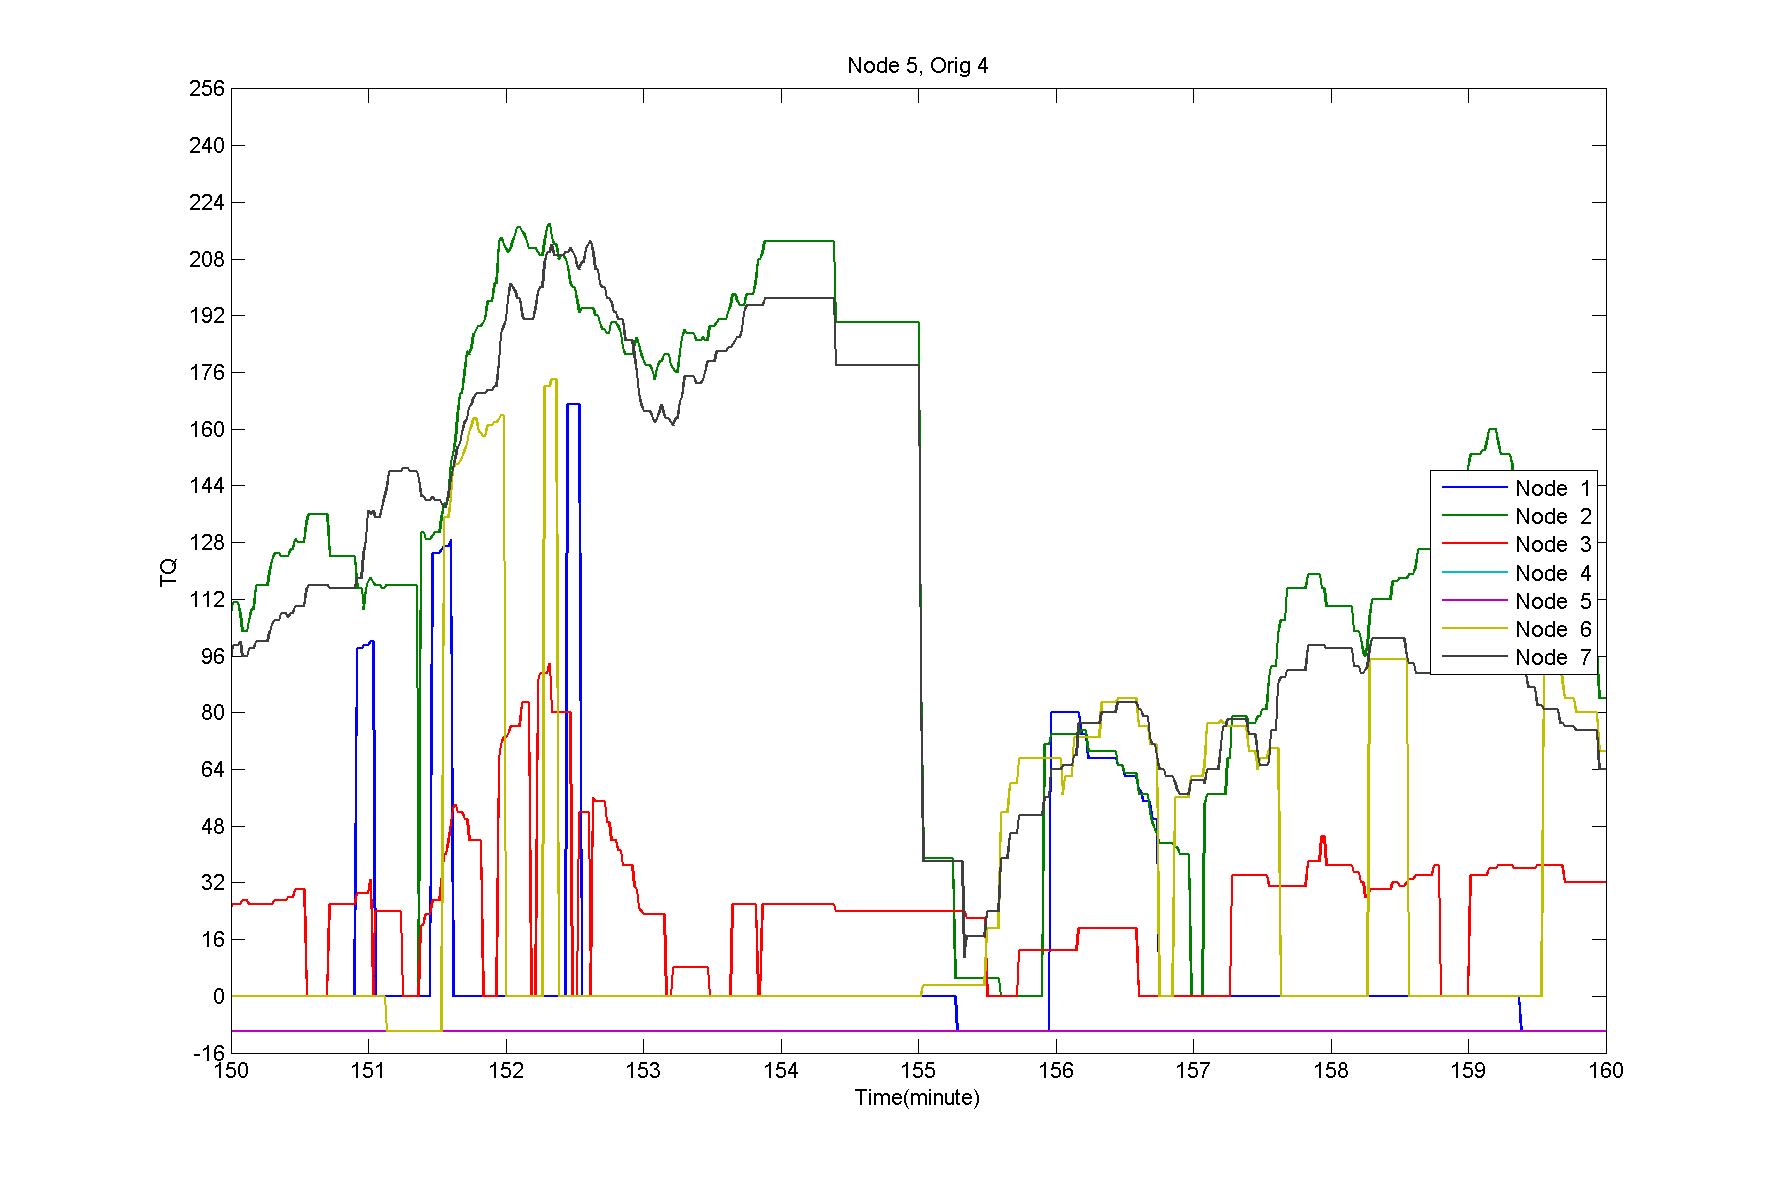 Node 5, Orig 4
256
240
224
208
192
176
160
144
128
112
96
80
64
48
32
16
0
-16
TQ
Node 1
Node 2
Node 3
Node 4
Node 5
Node 6
Node 7
150 151 152 153 154 155 156 157 158 159 160
Time(minute)